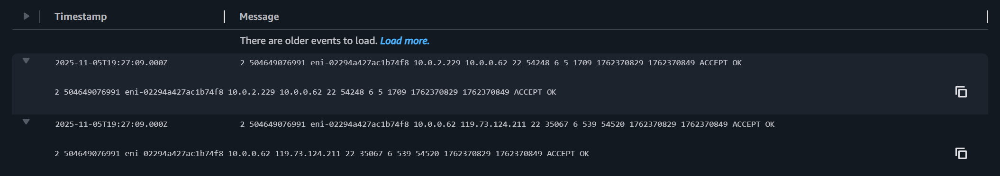 Timestamp Message
There are older events to load. Load more.
2025-11-05T19:27:09.000Z 2 504649076991 eni-02294a427ac1b74f8 10.0.2.229 10.0.0.62 22 54248 6 5 1709 1762370829 1762370849 ACCEPT OK
2 504649076991 eni-02294a427ac1b74f8 10.0.2.229 10.0.0.62 22 54248 6 5 1709 1762370829 1762370849 ACCEPT OK
2025-11-05T19:27:09.000Z 2 504649076991 eni-02294a427ac1b74f8 10.0.0.62 119.73.124.211 22 35067 6 539 54520 1762370829 1762370849 ACCEPT OK
2 504649076991 eni-02294a427ac1b74f8 10.0.0.62 119.73.124.211 22 35067 6 539 54520 1762370829 1762370849 ACCEPT OK